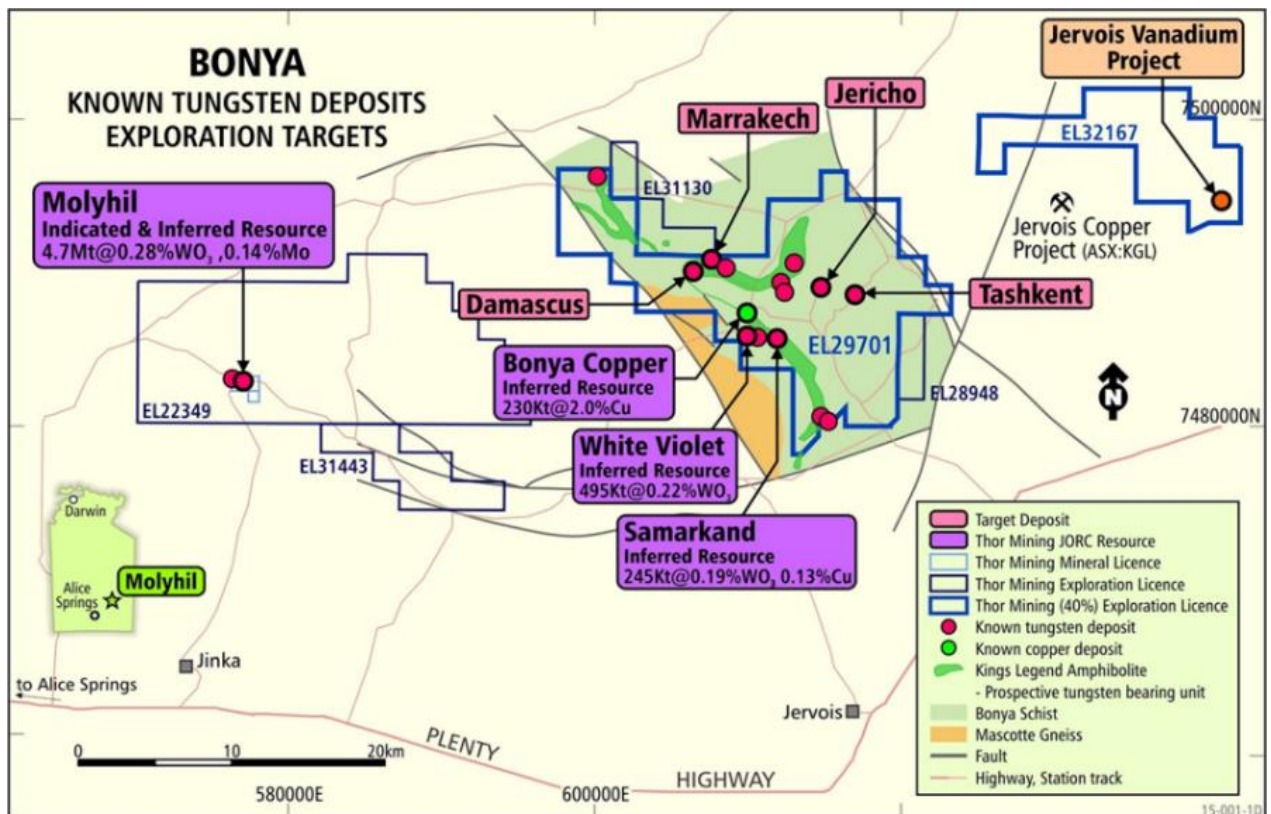 BONYA
KNOWN TUNGSTEN DEPOSITS
EXPLORATION TARGETS
Jervois Vanadium
Project
Jericho
Marrakech
7500000N
EL32167
EL31130
Molyhil
Indicated & Inferred Resource
4.7Mt@0.28%WO₃ ,0.14%Mo
Jervois Copper
Project (ASX:KGL)
Damascus
Tashkent
EL29701
Bonya Copper
Inferred Resource
230Kt@2.0%Cu
EL28948
EL22349
N
7480000N
White Violet
Inferred Resource
495Kt@0.22%WO₃
EL31443
Samarkand
Inferred Resource
245Kt@0.19%WO₃ 0.13%Cu
Darwin
Alice
Springs
Molyhil
Jinka
to Alice Springs
Jervois
PLENTY
HIGHWAY
0 10 20km
580000E
600000E
Target Deposit
Thor Mining JORC Resource
Thor Mining Mineral Licence
Thor Mining Exploration Licence
Thor Mining (40%) Exploration Licence
Known tungsten deposit
Known copper deposit
Kings Legend Amphibolite
- Prospective tungsten bearing unit
Bonya Schist
Mascotte Gneiss
Fault
Highway, Station track